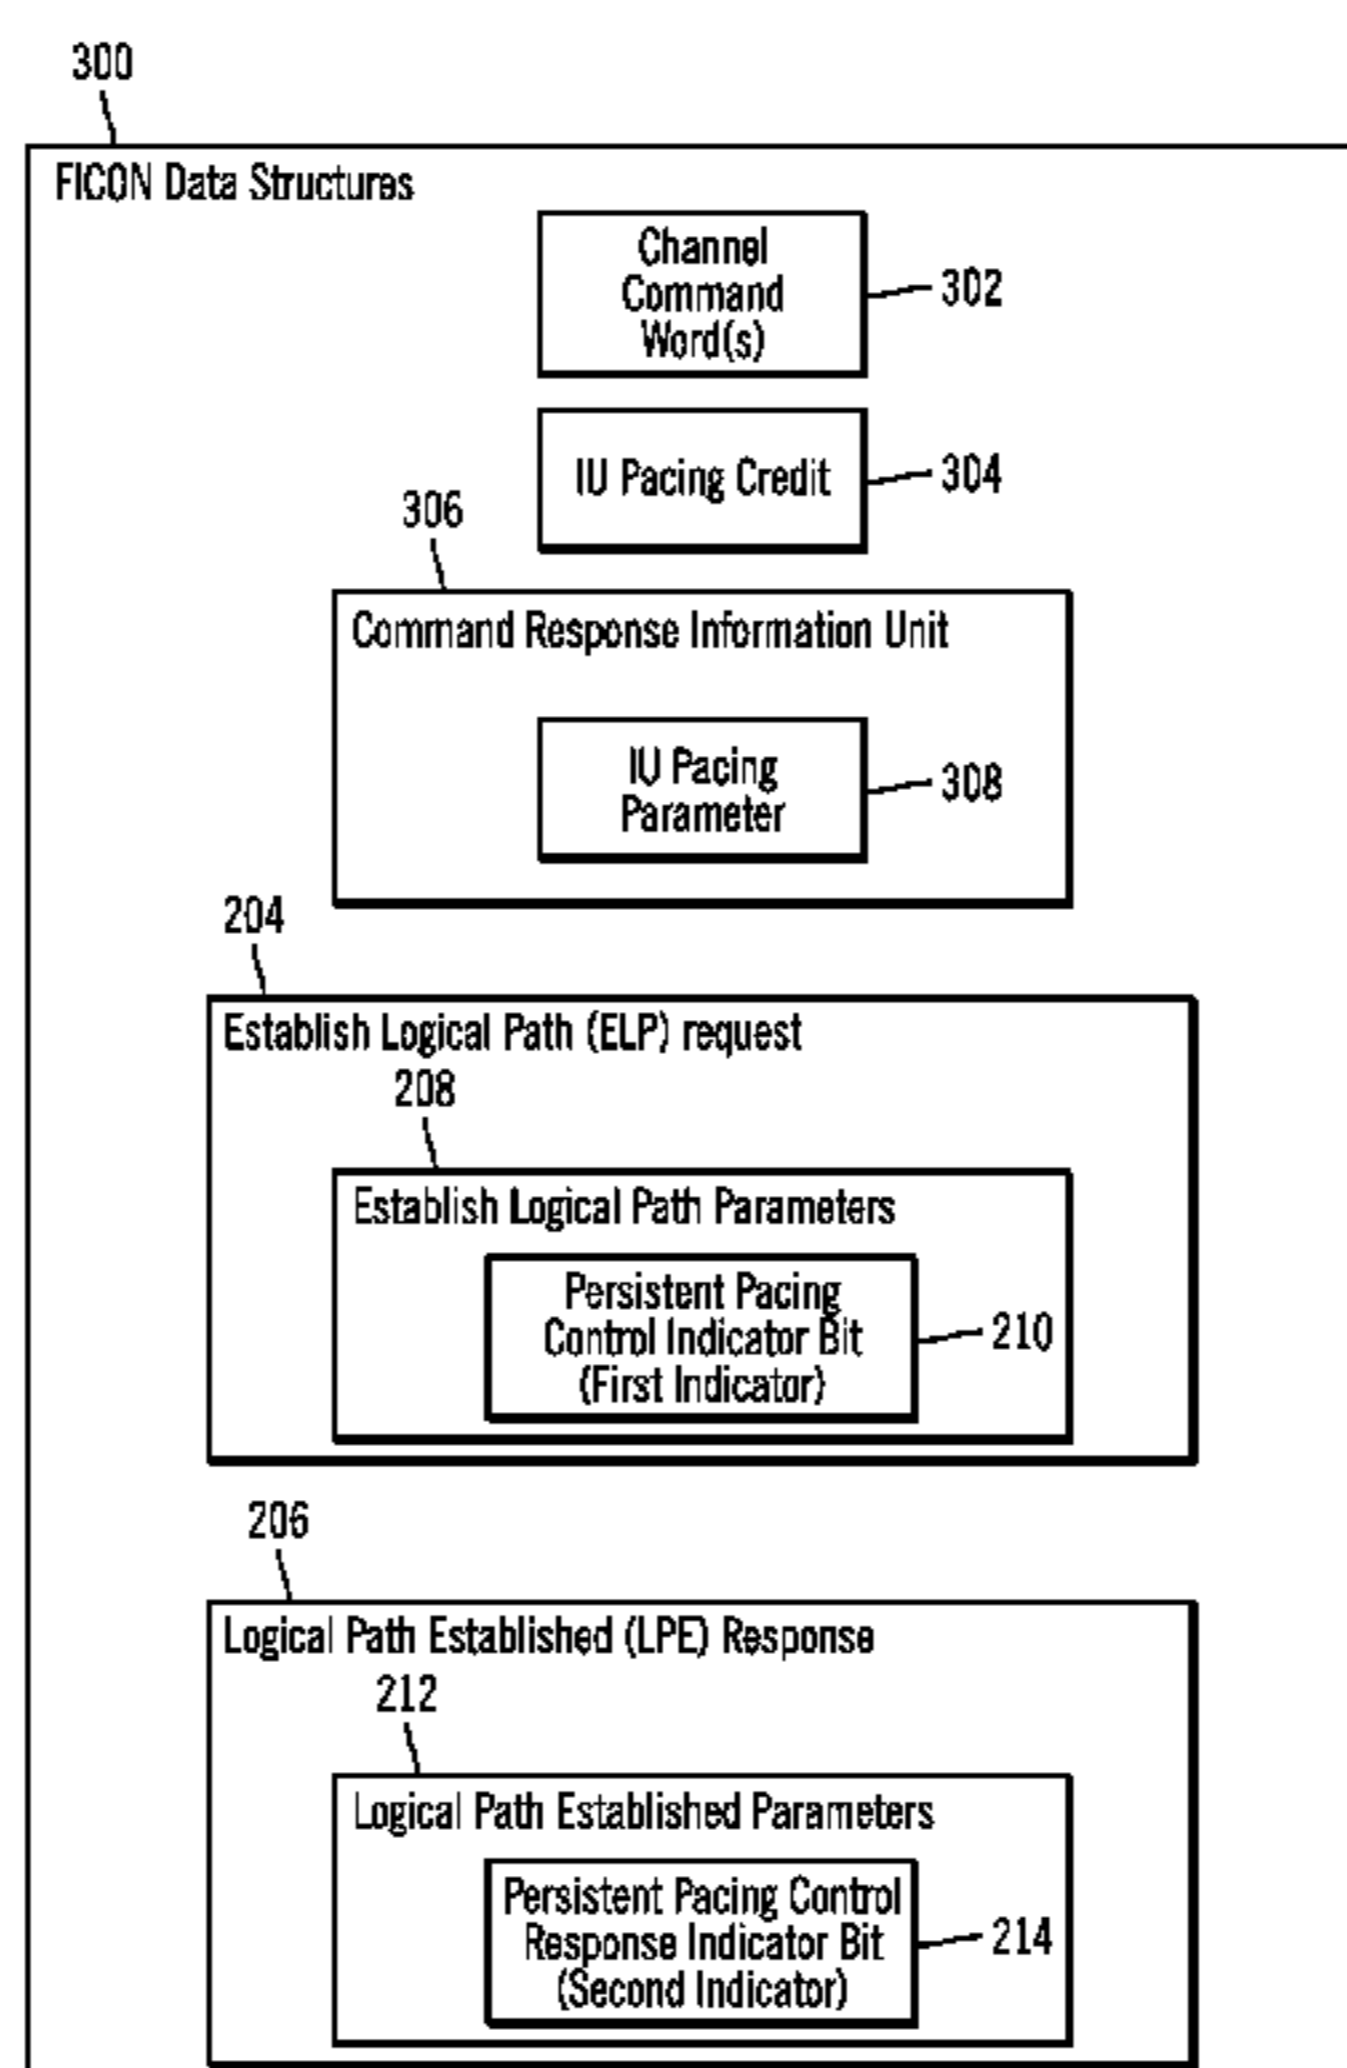 300
FICON Data Structures
Channel
Command
Word(s)
302
IU Pacing Credit
304
306
Command Response Information Unit
IU Pacing
Parameter
308
204
Establish Logical Path (ELP) request
208
Establish Logical Path Parameters
Persistent Pacing
Control Indicator Bit
(First Indicator)
210
206
Logical Path Established (LPE) Response
212
Logical Path Established Parameters
Persistent Pacing Control
Response Indicator Bit
(Second Indicator)
214